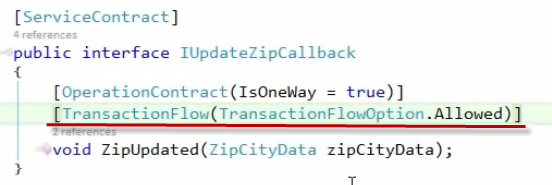 [ServiceContract]
4 references
public interface IUpdateZipCallback
{
[OperationContract(IsOneWay = true)]
[TransactionFlow(TransactionFlowOption.Allowed)]
2 references
void ZipUpdated(ZipCityData zipCityData);
}